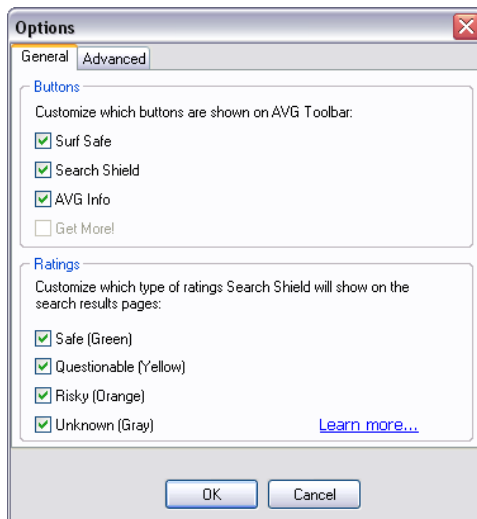 Options
General Advanced
Buttons
Customize which buttons are shown on AVG Toolbar:
Surf Safe
Search Shield
AVG Info
Get More!
Ratings
Customize which type of ratings Search Shield will show on the
search results pages:
Safe (Green)
Questionable (Yellow)
Risky (Orange)
Unknown (Gray) Learn more...
OK Cancel